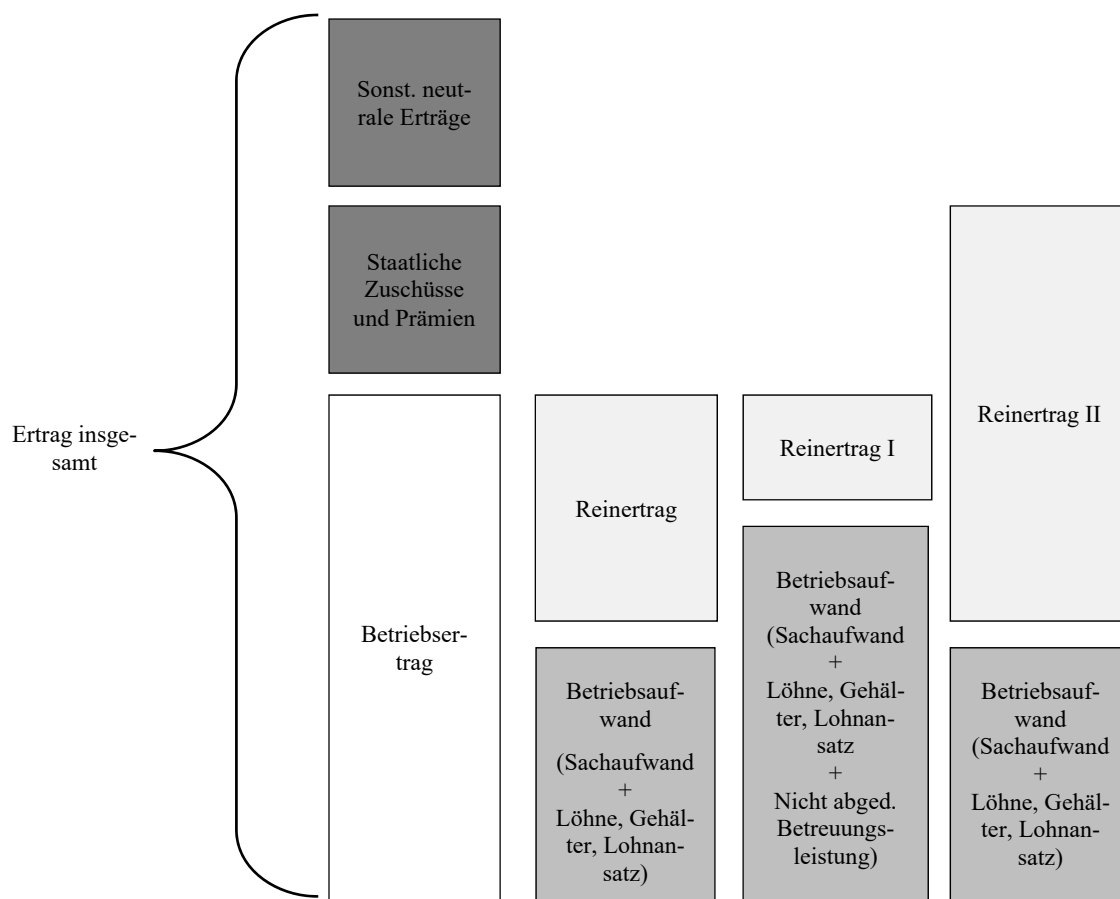 Sonst. neut-
rale Erträge
Staatliche
Zuschüsse
und Prämien
Ertrag insge-
samt
Betriebser-
trag
Reinertrag
Betriebsauf-
wand
(Sachaufwand
+
Löhne, Gehäl-
ter, Lohnan-
satz)
Reinertrag I
Betriebsauf-
wand
(Sachaufwand
+
Löhne, Gehäl-
ter, Lohnan-
satz
+
Nicht abged.
Betreuungs-
leistung)
Reinertrag II
Betriebsauf-
wand
(Sachaufwand
+
Löhne, Gehäl-
ter, Lohnan-
satz)